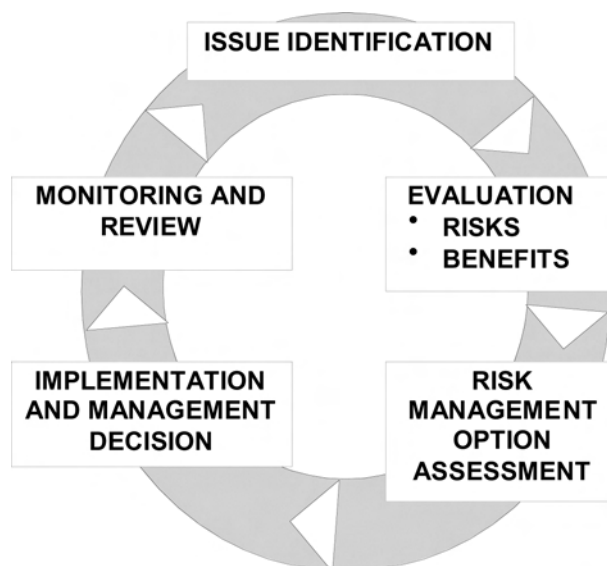 ISSUE IDENTIFICATION
EVALUATION
• RISKS
• BENEFITS
RISK
MANAGEMENT
OPTION
ASSESSMENT
IMPLEMENTATION
AND MANAGEMENT
DECISION
MONITORING AND
REVIEW